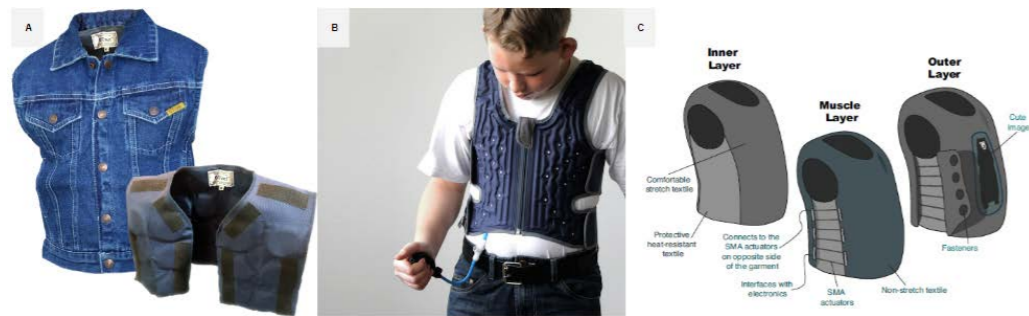 A
B
C
Inner
Layer
Muscle
Layer
Outer
Layer
Cute
image
Comfortable
stretch textile
Protective
heat-resistant
textile
Connects to the
SMA actuators
on opposite side
of the garment
Interfaces with
electronics
SMA
actuators
Non-stretch textile
Fasteners